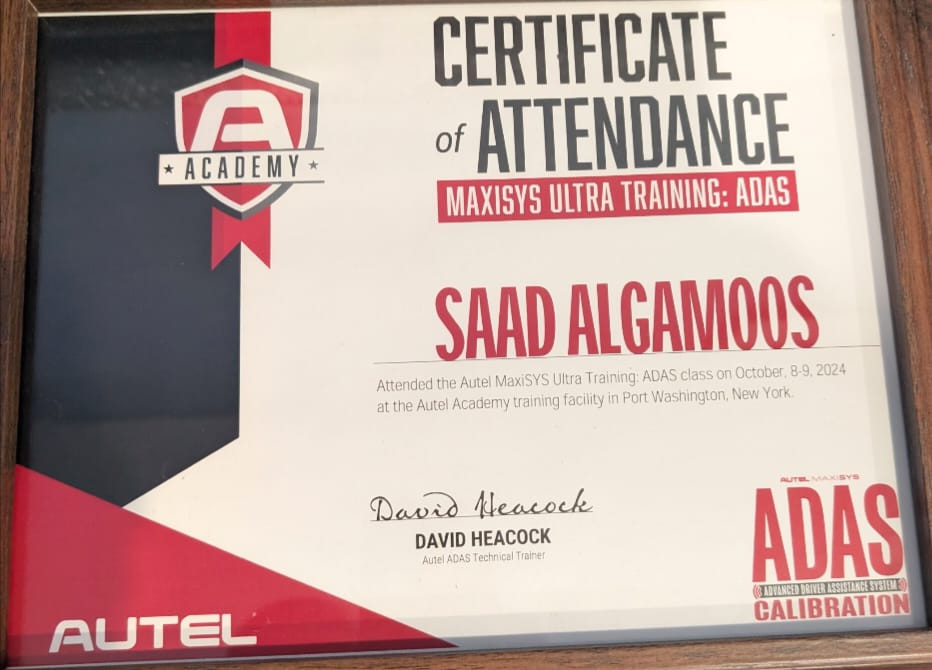 CERTIFICATE
of ATTENDANCE
MAXISYS ULTRA TRAINING: ADAS
A
★ ACADEMY ★
SAAD ALGAMOOS
Attended the Autel MaxiSYS Ultra Training: ADAS class on October, 8-9, 2024
at the Autel Academy training facility in Port Washington, New York.
David Heacock
DAVID HEACOCK
Autel ADAS Technical Trainer
AUTEL MAXISYS
ADAS
ADVANCED DRIVER ASSISTANCE SYSTEM
CALIBRATION
AUTEL